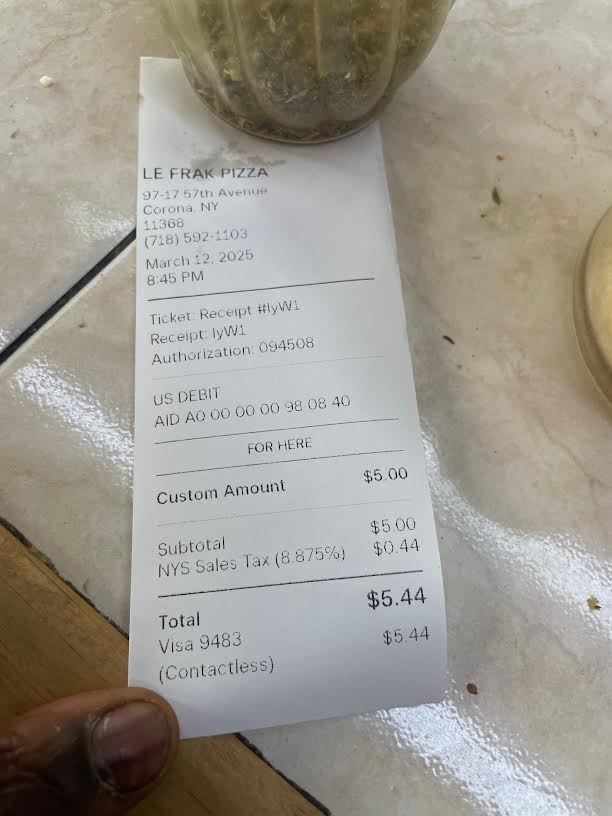 LE FRAK PIZZA
97-17 57th Avenue
Corona, NY
11368
(718) 592-1103
March 12, 2025
8:45 PM
Ticket: Receipt #lyW1
Receipt: lyW1
Authorization: 094508
US DEBIT
AID A0 00 00 00 98 08 40
FOR HERE
Custom Amount $5.00
Subtotal $5.00
NYS Sales Tax (8.875%) $0.44
Total $5.44
Visa 9483 $5.44
(Contactless)